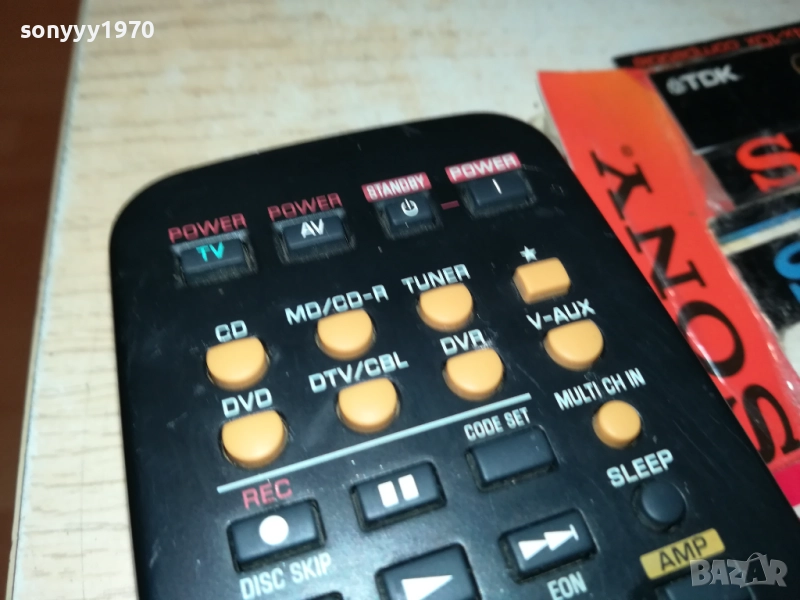 sonyyy1970
POWER
TV
POWER
AV
STANDBY
POWER
CD
MD/CD-R
TUNER
DVD
DTV/CBL
DVR
V-AUX
MULTI CH IN
CODE SET
SLEEP
REC
DISC SKIP
EON
AMP
TDK
SONY
S
BAZAR